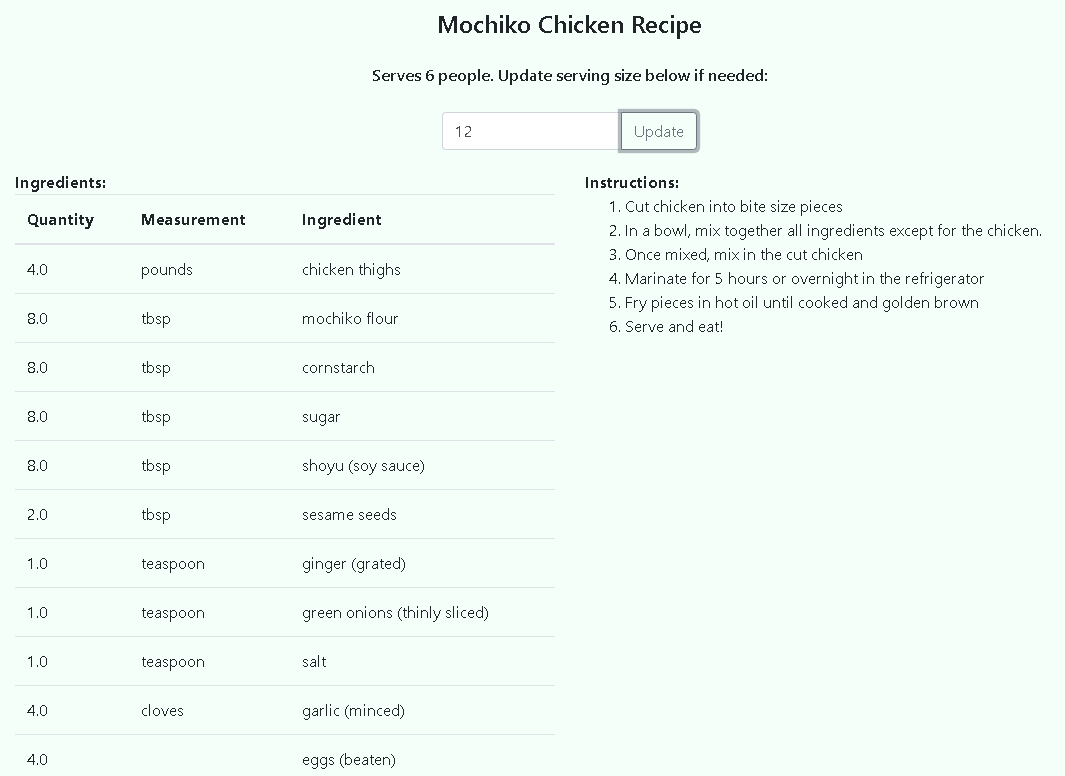 Mochiko Chicken Recipe
Serves 6 people. Update serving size below if needed:
12 Update
Ingredients:
Quantity Measurement Ingredient
4.0 pounds chicken thighs
8.0 tbsp mochiko flour
8.0 tbsp cornstarch
8.0 tbsp sugar
8.0 tbsp shoyu (soy sauce)
2.0 tbsp sesame seeds
1.0 teaspoon ginger (grated)
1.0 teaspoon green onions (thinly sliced)
1.0 teaspoon salt
4.0 cloves garlic (minced)
4.0 eggs (beaten)
Instructions:
1. Cut chicken into bite size pieces
2. In a bowl, mix together all ingredients except for the chicken.
3. Once mixed, mix in the cut chicken
4. Marinate for 5 hours or overnight in the refrigerator
5. Fry pieces in hot oil until cooked and golden brown
6. Serve and eat!